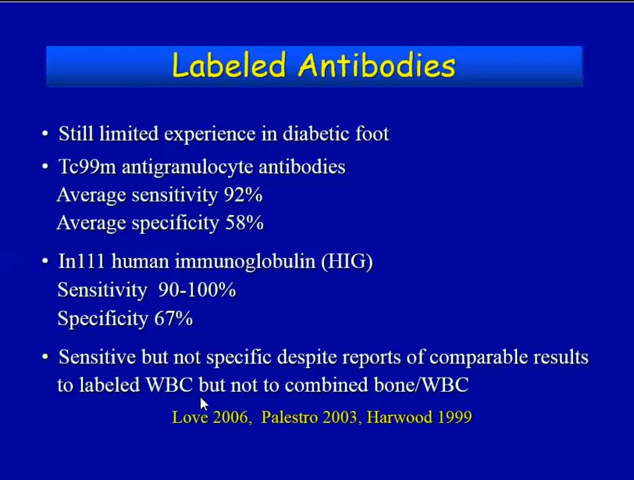 Labeled Antibodies
• Still limited experience in diabetic foot
• Tc99m antigranulocyte antibodies
Average sensitivity 92%
Average specificity 58%
• In111 human immunoglobulin (HIG)
Sensitivity 90-100%
Specificity 67%
• Sensitive but not specific despite reports of comparable results
to labeled WBC but not to combined bone/WBC
Love 2006, Palestro 2003, Harwood 1999